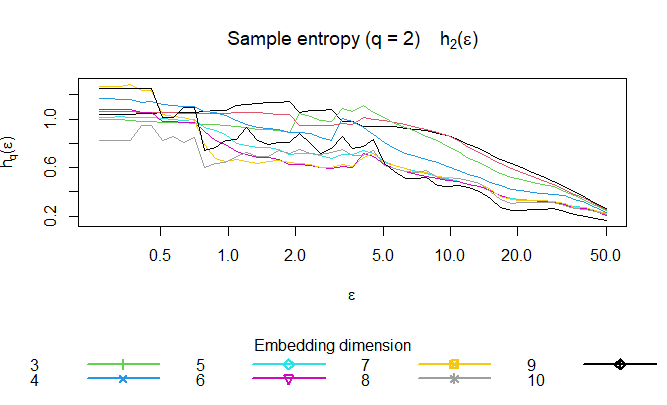 Sample entropy (q = 2) h2(ε)
hq(ε)
1.0
0.6
0.2
0.5 1.0 2.0 5.0 10.0 20.0 50.0
ε
Embedding dimension
3 5 7 9
4 6 8 10